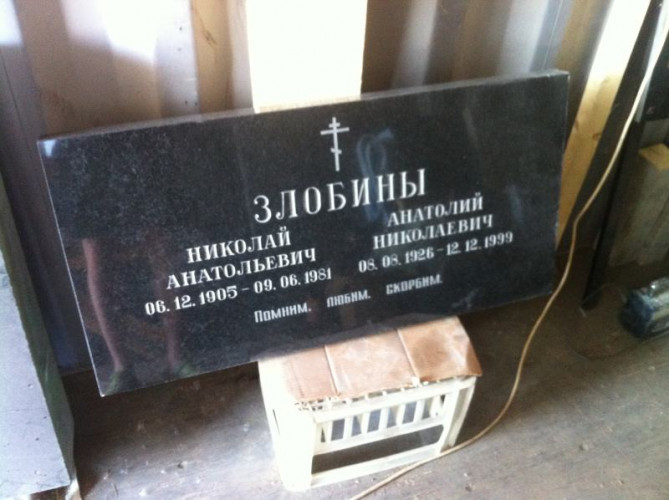 ЗЛОБИНЫ
НИКОЛАЙ
АНАТОЛЬЕВИЧ
06. 12. 1905 - 09. 06. 1981
АНАТОЛИЙ
НИКОЛАЕВИЧ
08. 08. 1926 - 12. 12. 1999
Помним. Любим. Скорбим.